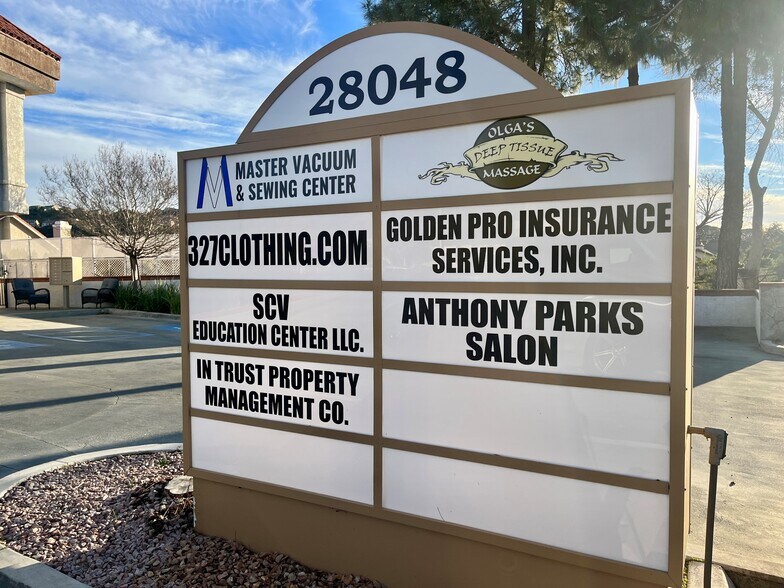 28048
M
MASTER VACUUM
& SEWING CENTER
OLGA'S
DEEP TISSUE
MASSAGE
327CLOTHING.COM
GOLDEN PRO INSURANCE
SERVICES, INC.
SCV
EDUCATION CENTER LLC.
ANTHONY PARKS
SALON
IN TRUST PROPERTY
MANAGEMENT CO.